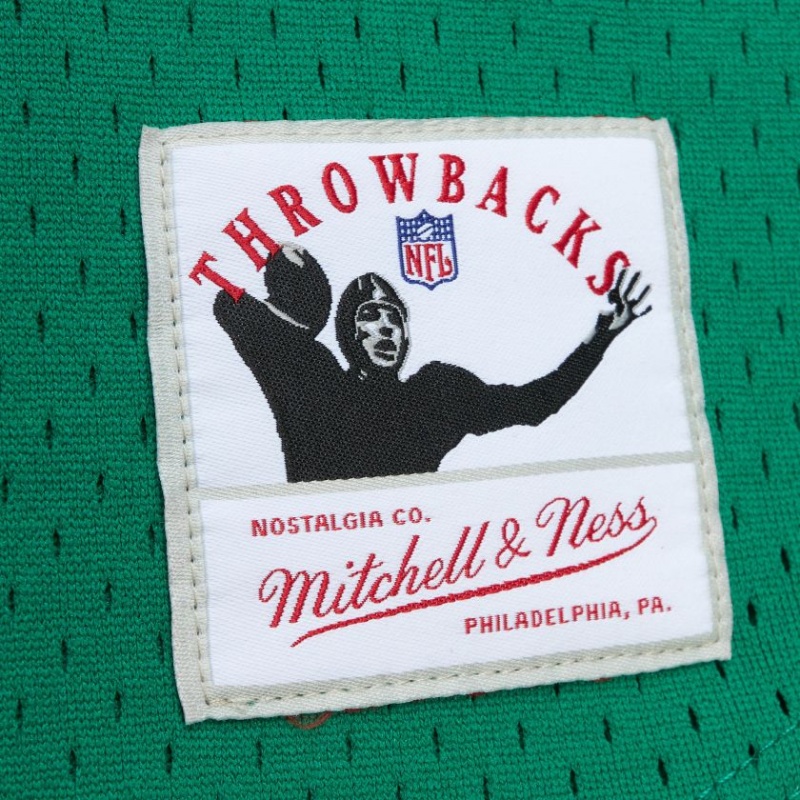 THROWBACKS
NFL
NOSTALGIA CO.
Mitchell & Ness
PHILADELPHIA, PA.